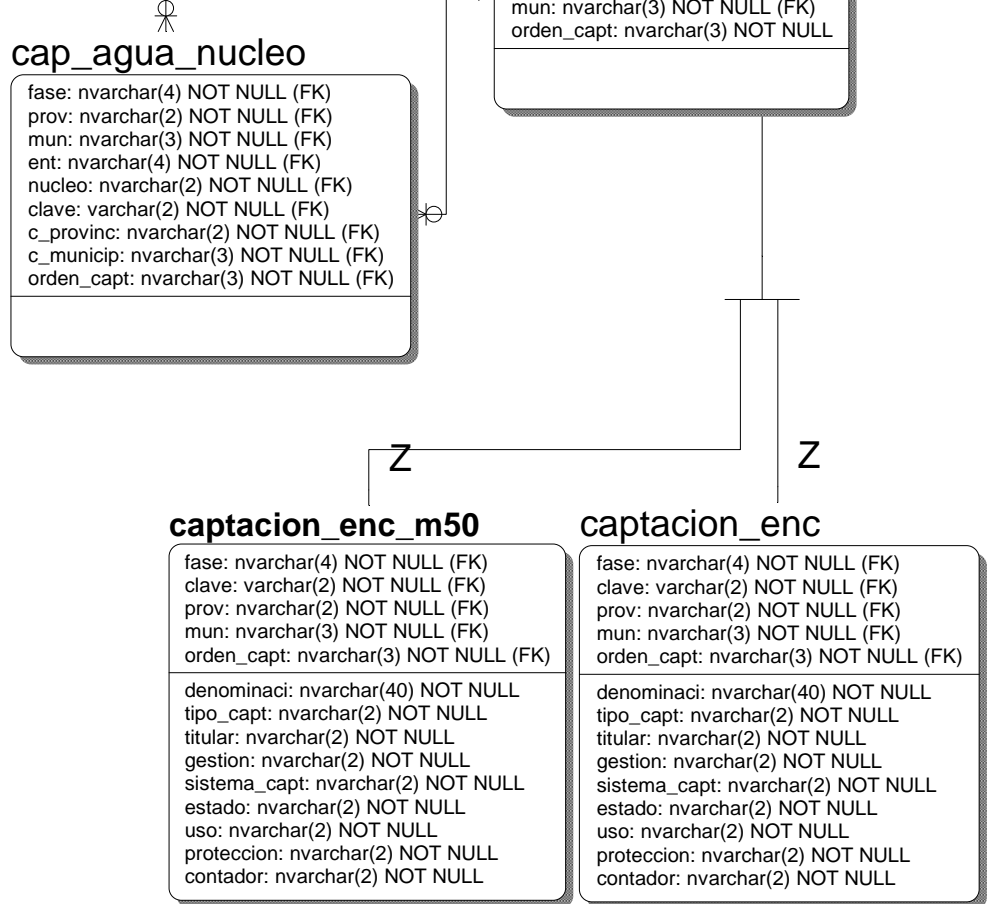 mun: nvarchar(3) NOT NULL (FK)
orden_capt: nvarchar(3) NOT NULL
cap_agua_nucleo
fase: nvarchar(4) NOT NULL (FK)
prov: nvarchar(2) NOT NULL (FK)
mun: nvarchar(3) NOT NULL (FK)
ent: nvarchar(4) NOT NULL (FK)
nucleo: nvarchar(2) NOT NULL (FK)
clave: varchar(2) NOT NULL (FK)
c_provinc: nvarchar(2) NOT NULL (FK)
c_municip: nvarchar(3) NOT NULL (FK)
orden_capt: nvarchar(3) NOT NULL (FK)
Z
Z
captacion_enc_m50
fase: nvarchar(4) NOT NULL (FK)
clave: varchar(2) NOT NULL (FK)
prov: nvarchar(2) NOT NULL (FK)
mun: nvarchar(3) NOT NULL (FK)
orden_capt: nvarchar(3) NOT NULL (FK)
denominaci: nvarchar(40) NOT NULL
tipo_capt: nvarchar(2) NOT NULL
titular: nvarchar(2) NOT NULL
gestion: nvarchar(2) NOT NULL
sistema_capt: nvarchar(2) NOT NULL
estado: nvarchar(2) NOT NULL
uso: nvarchar(2) NOT NULL
proteccion: nvarchar(2) NOT NULL
contador: nvarchar(2) NOT NULL
captacion_enc
fase: nvarchar(4) NOT NULL (FK)
clave: varchar(2) NOT NULL (FK)
prov: nvarchar(2) NOT NULL (FK)
mun: nvarchar(3) NOT NULL (FK)
orden_capt: nvarchar(3) NOT NULL (FK)
denominaci: nvarchar(40) NOT NULL
tipo_capt: nvarchar(2) NOT NULL
titular: nvarchar(2) NOT NULL
gestion: nvarchar(2) NOT NULL
sistema_capt: nvarchar(2) NOT NULL
estado: nvarchar(2) NOT NULL
uso: nvarchar(2) NOT NULL
proteccion: nvarchar(2) NOT NULL
contador: nvarchar(2) NOT NULL